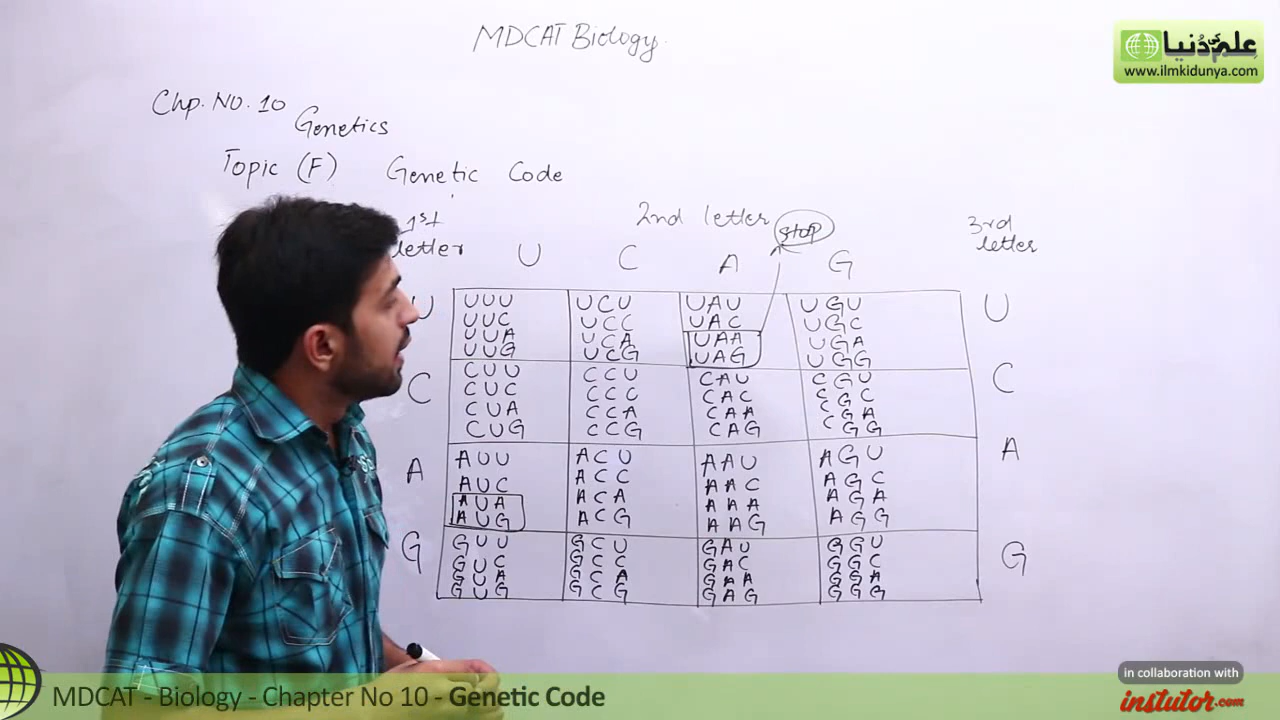 MDCAT Biology.
علم کی دُنیا
www.ilmkidunya.com
Chp. No. 10
Genetics
Topic (F) Genetic Code
1st letter
2nd letter
stop
3rd letter
U C A G
U UUU UCU UAU UGU U
UUC UCC UAC UGC
UUA UCA UAA UGA
UUG UCG UAG UGG
C CUU CCU CAU CGU C
CUC CCC CAC CGC
CUA CCA CAA CGA
CUG CCG CAG CGG
A AUU ACU AAU AGU A
AUC ACC AAC AGC
AUA ACA AAA AGA
AUG ACG AAG AGG
G GUU GCU GAU GGU G
GUC GCC GAC GGC
GUA GCA GAA GGA
GUG GCG GAG GGG
in collaboration with
instutor.com
MDCAT - Biology - Chapter No 10 - Genetic Code